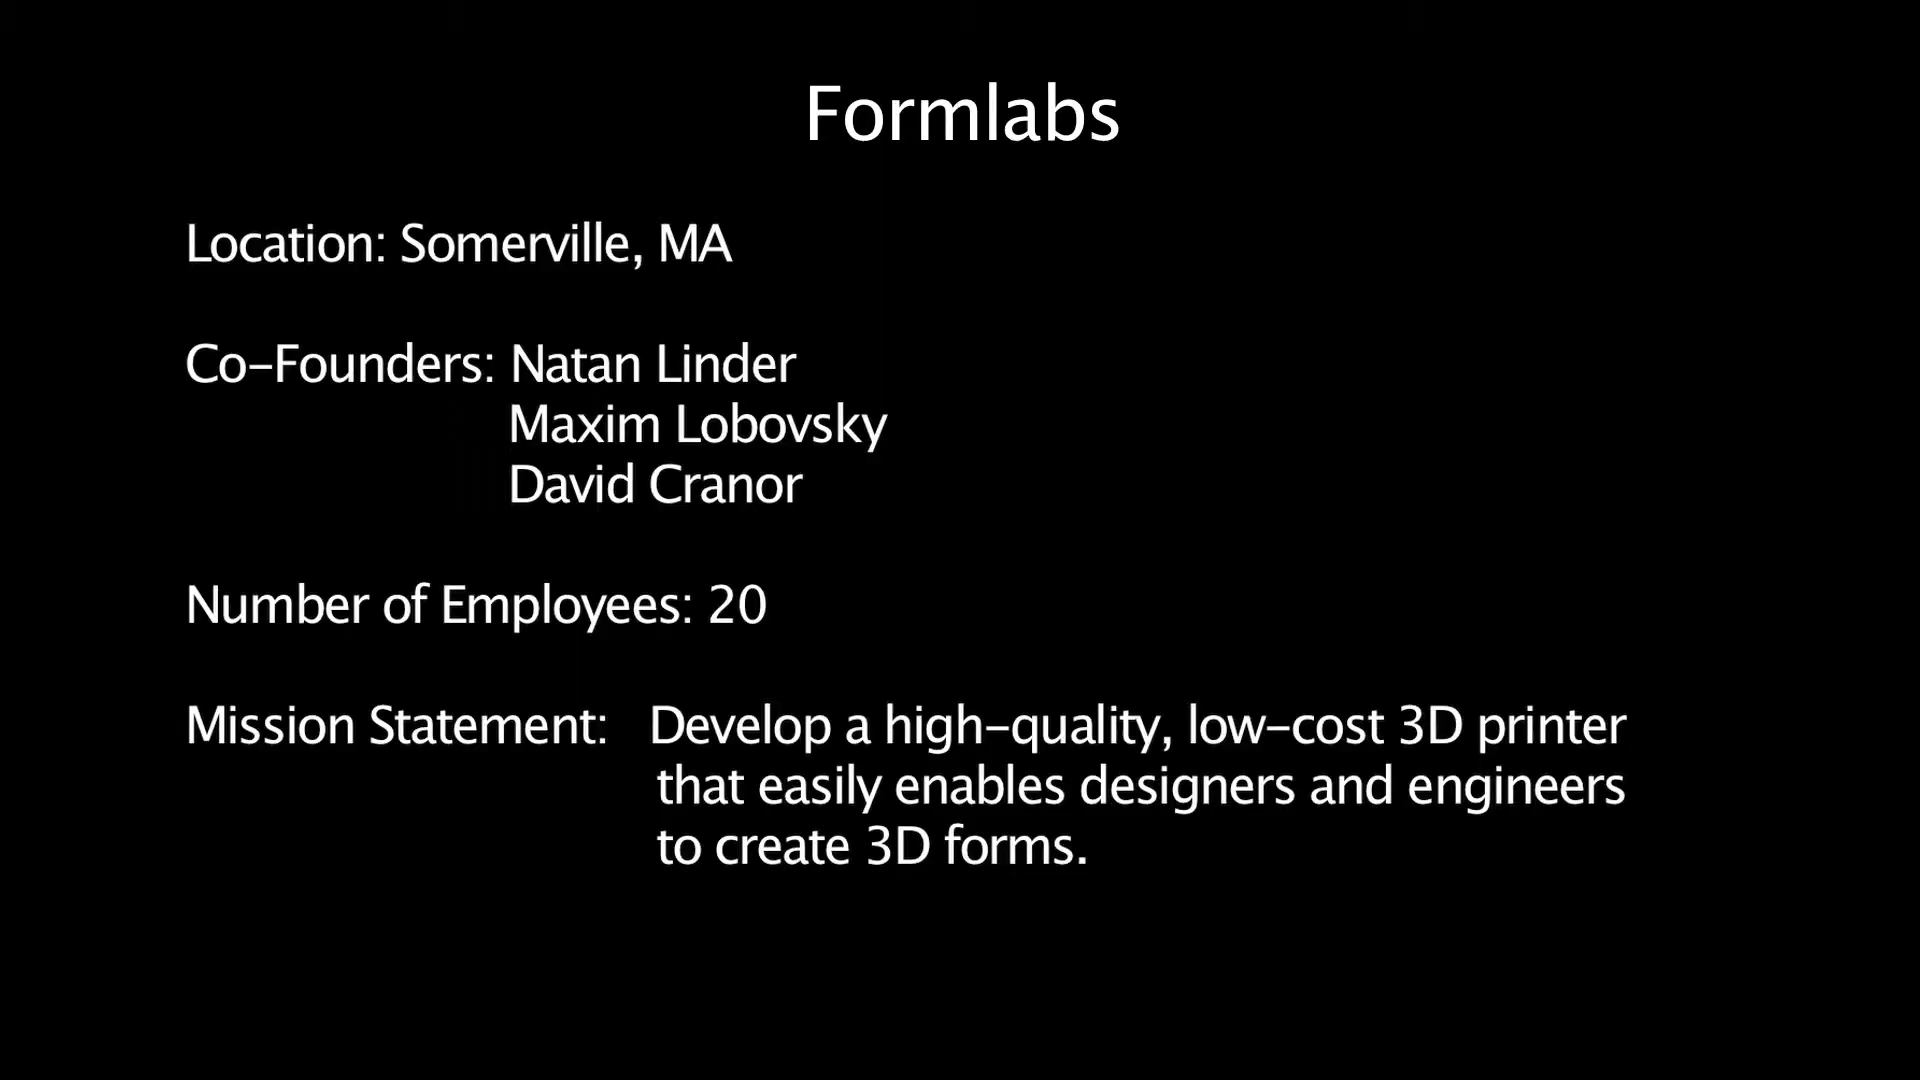 Formlabs
Location: Somerville, MA
Co-Founders: Natan Linder
Maxim Lobovsky
David Cranor
Number of Employees: 20
Mission Statement: Develop a high-quality, low-cost 3D printer
that easily enables designers and engineers
to create 3D forms.